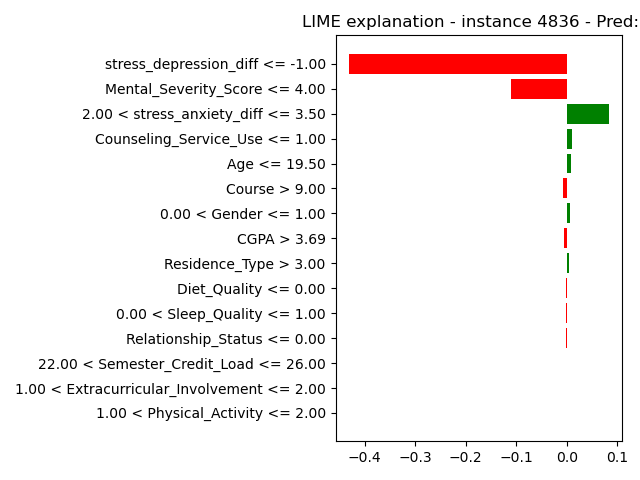 LIME explanation - instance 4836 - Pred:
stress_depression_diff <= -1.00
Mental_Severity_Score <= 4.00
2.00 < stress_anxiety_diff <= 3.50
Counseling_Service_Use <= 1.00
Age <= 19.50
Course > 9.00
0.00 < Gender <= 1.00
CGPA > 3.69
Residence_Type > 3.00
Diet_Quality <= 0.00
0.00 < Sleep_Quality <= 1.00
Relationship_Status <= 0.00
22.00 < Semester_Credit_Load <= 26.00
1.00 < Extracurricular_Involvement <= 2.00
1.00 < Physical_Activity <= 2.00
−0.4 −0.3 −0.2 −0.1 0.0 0.1